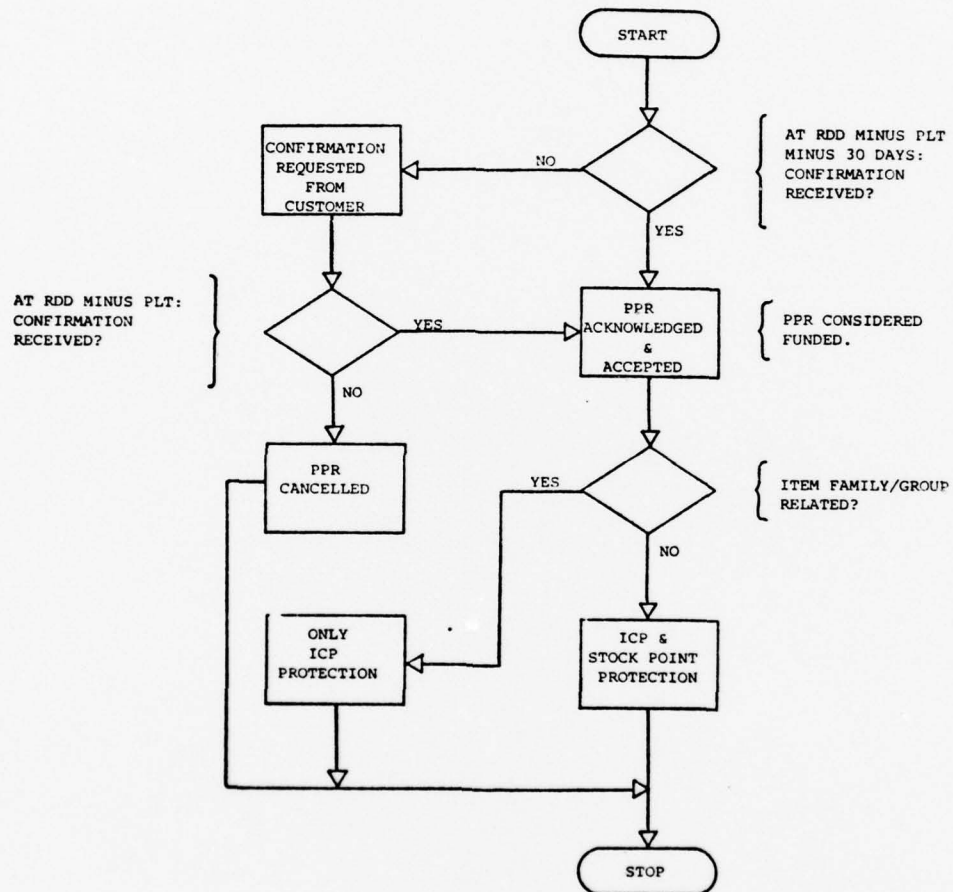 START
AT RDD MINUS PLT
MINUS 30 DAYS:
CONFIRMATION
RECEIVED?
NO
YES
CONFIRMATION
REQUESTED
FROM
CUSTOMER
AT RDD MINUS PLT:
CONFIRMATION
RECEIVED?
YES
NO
PPR
ACKNOWLEDGED
&
ACCEPTED
PPR CONSIDERED
FUNDED.
PPR
CANCELLED
YES
NO
ITEM FAMILY/GROUP
RELATED?
ONLY
ICP
PROTECTION
ICP &
STOCK POINT
PROTECTION
STOP